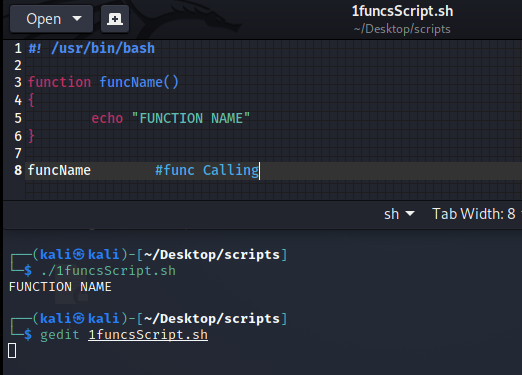 Open
1funcsScript.sh
~/Desktop/scripts
1 #! /usr/bin/bash
2
3 function funcName()
4 {
5 echo "FUNCTION NAME"
6 }
7
8 funcName #func Calling
sh Tab Width: 8
┌──(kali㉿kali)-[~/Desktop/scripts]
└─$ ./1funcsScript.sh
FUNCTION NAME
┌──(kali㉿kali)-[~/Desktop/scripts]
└─$ gedit 1funcsScript.sh